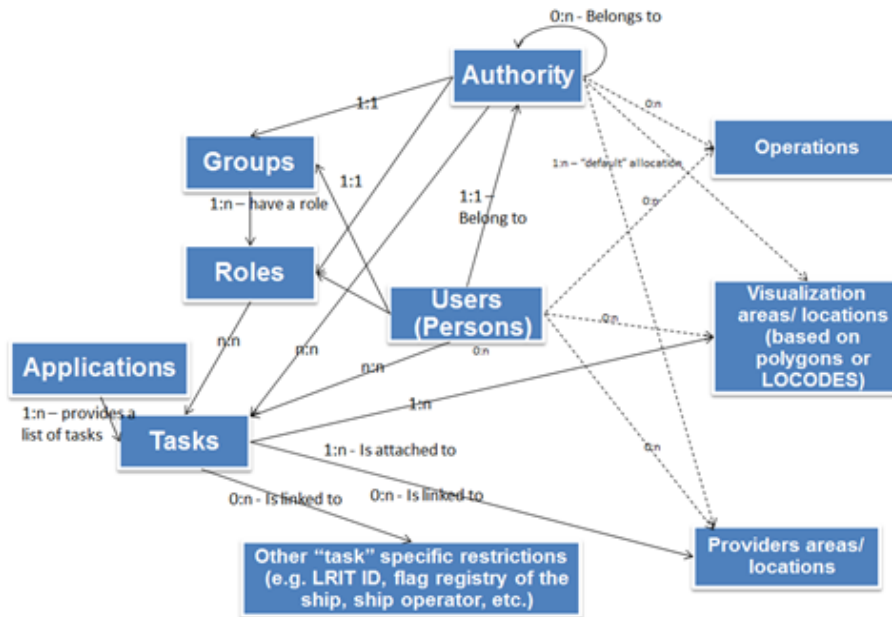 0:n - Belongs to
Authority
1:1
0:n
Operations
Groups
1:1
1:n – "default" allocation
1:n – have a role
1:1 –
Belong to
0:n
Roles
Users
(Persons)
0:n
Visualization
areas/ locations
(based on
polygons or
LOCODES)
n:n
n:n
0:n
n:n
Applications
1:n
1:n – provides a
list of tasks
Tasks
1:n - Is attached to
0:n
0:n - Is linked to
0:n - Is linked to
Providers areas/
locations
Other “task” specific restrictions
(e.g. LRIT ID, flag registry of the
ship, ship operator, etc.)